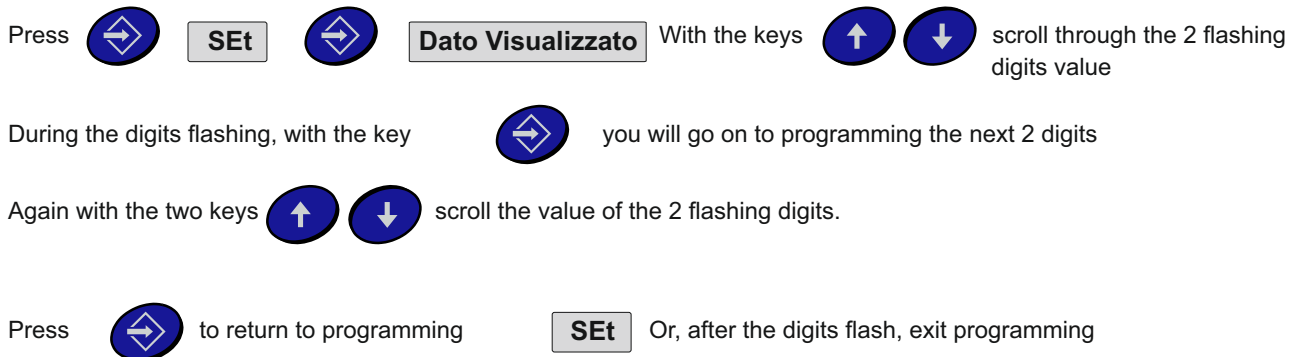 Press SEt Dato Visualizzato With the keys scroll through the 2 flashing
digits value
During the digits flashing, with the key you will go on to programming the next 2 digits
Again with the two keys scroll the value of the 2 flashing digits.
Press to return to programming SEt Or, after the digits flash, exit programming